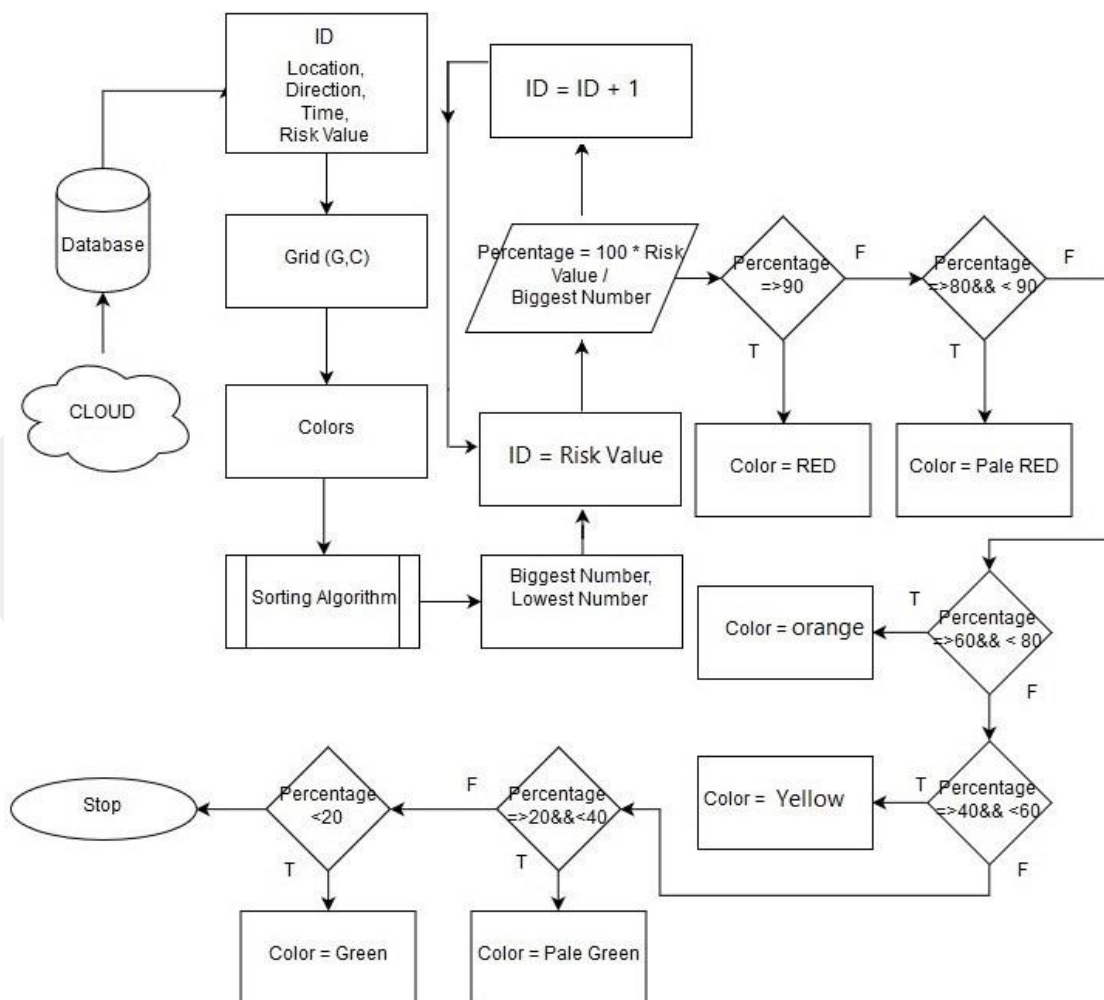 ID
Location,
Direction,
Time,
Risk Value
Database
CLOUD
Grid (G,C)
Colors
Sorting Algorithm
Biggest Number,
Lowest Number
ID = Risk Value
Percentage = 100 * Risk
Value /
Biggest Number
ID = ID + 1
Percentage
=>90
F
T
Color = RED
Percentage
=>80&& < 90
F
T
Color = Pale RED
Percentage
=>60&& < 80
T
F
Color = orange
Percentage
=>40&& <60
T
F
Color = Yellow
Percentage
=>20&&<40
F
T
Color = Pale Green
Percentage
<20
T
Color = Green
Stop